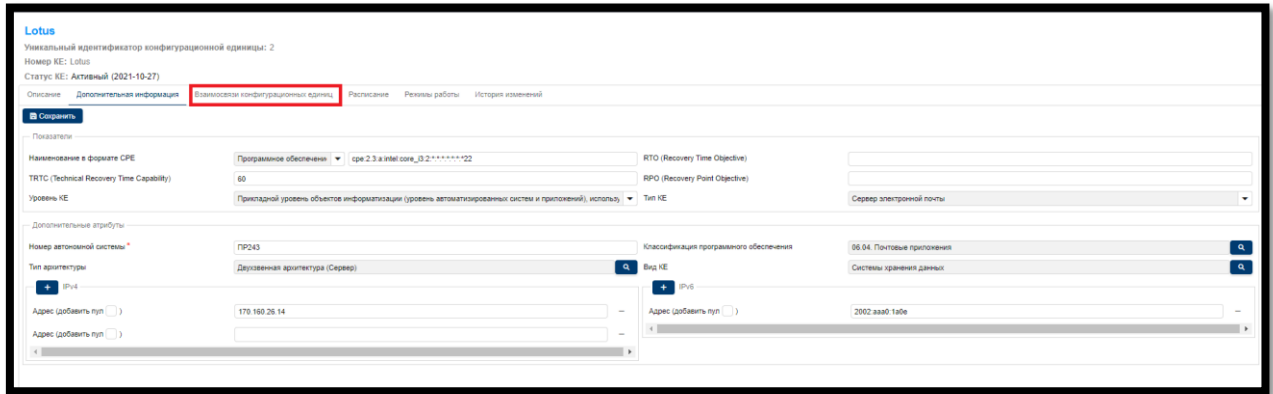 Lotus
Уникальный идентификатор конфигурационной единицы: 2
Номер КЕ: Lotus
Статус КЕ: Активный (2021-10-27)
Описание Дополнительная информация Взаимосвязи конфигурационных единиц Расписание Режимы работы История изменений
Сохранить
Показатели
Наименование в формате CPE Программное обеспечени cpe:2.3:a:intel:core_i3:2:*:*:*:*:*:*:*22 RTO (Recovery Time Objective)
TRTC (Technical Recovery Time Capability) 60 RPO (Recovery Point Objective)
Уровень КЕ Прикладной уровень объектов информатизации (уровень автоматизированных систем и приложений), использу Тип КЕ Сервер электронной почты
Дополнительные атрибуты
Номер автономной системы * ПР243 Классификация программного обеспечения 06.04. Почтовые приложения
Тип архитектуры Двухзвенная архитектура (Сервер) Вид КЕ Системы хранения данных
+ IPv4 + IPv6
Адрес (добавить пул ) 170.160.26.14 – Адрес (добавить пул ) 2002:aaa0:1a0e –
Адрес (добавить пул ) –